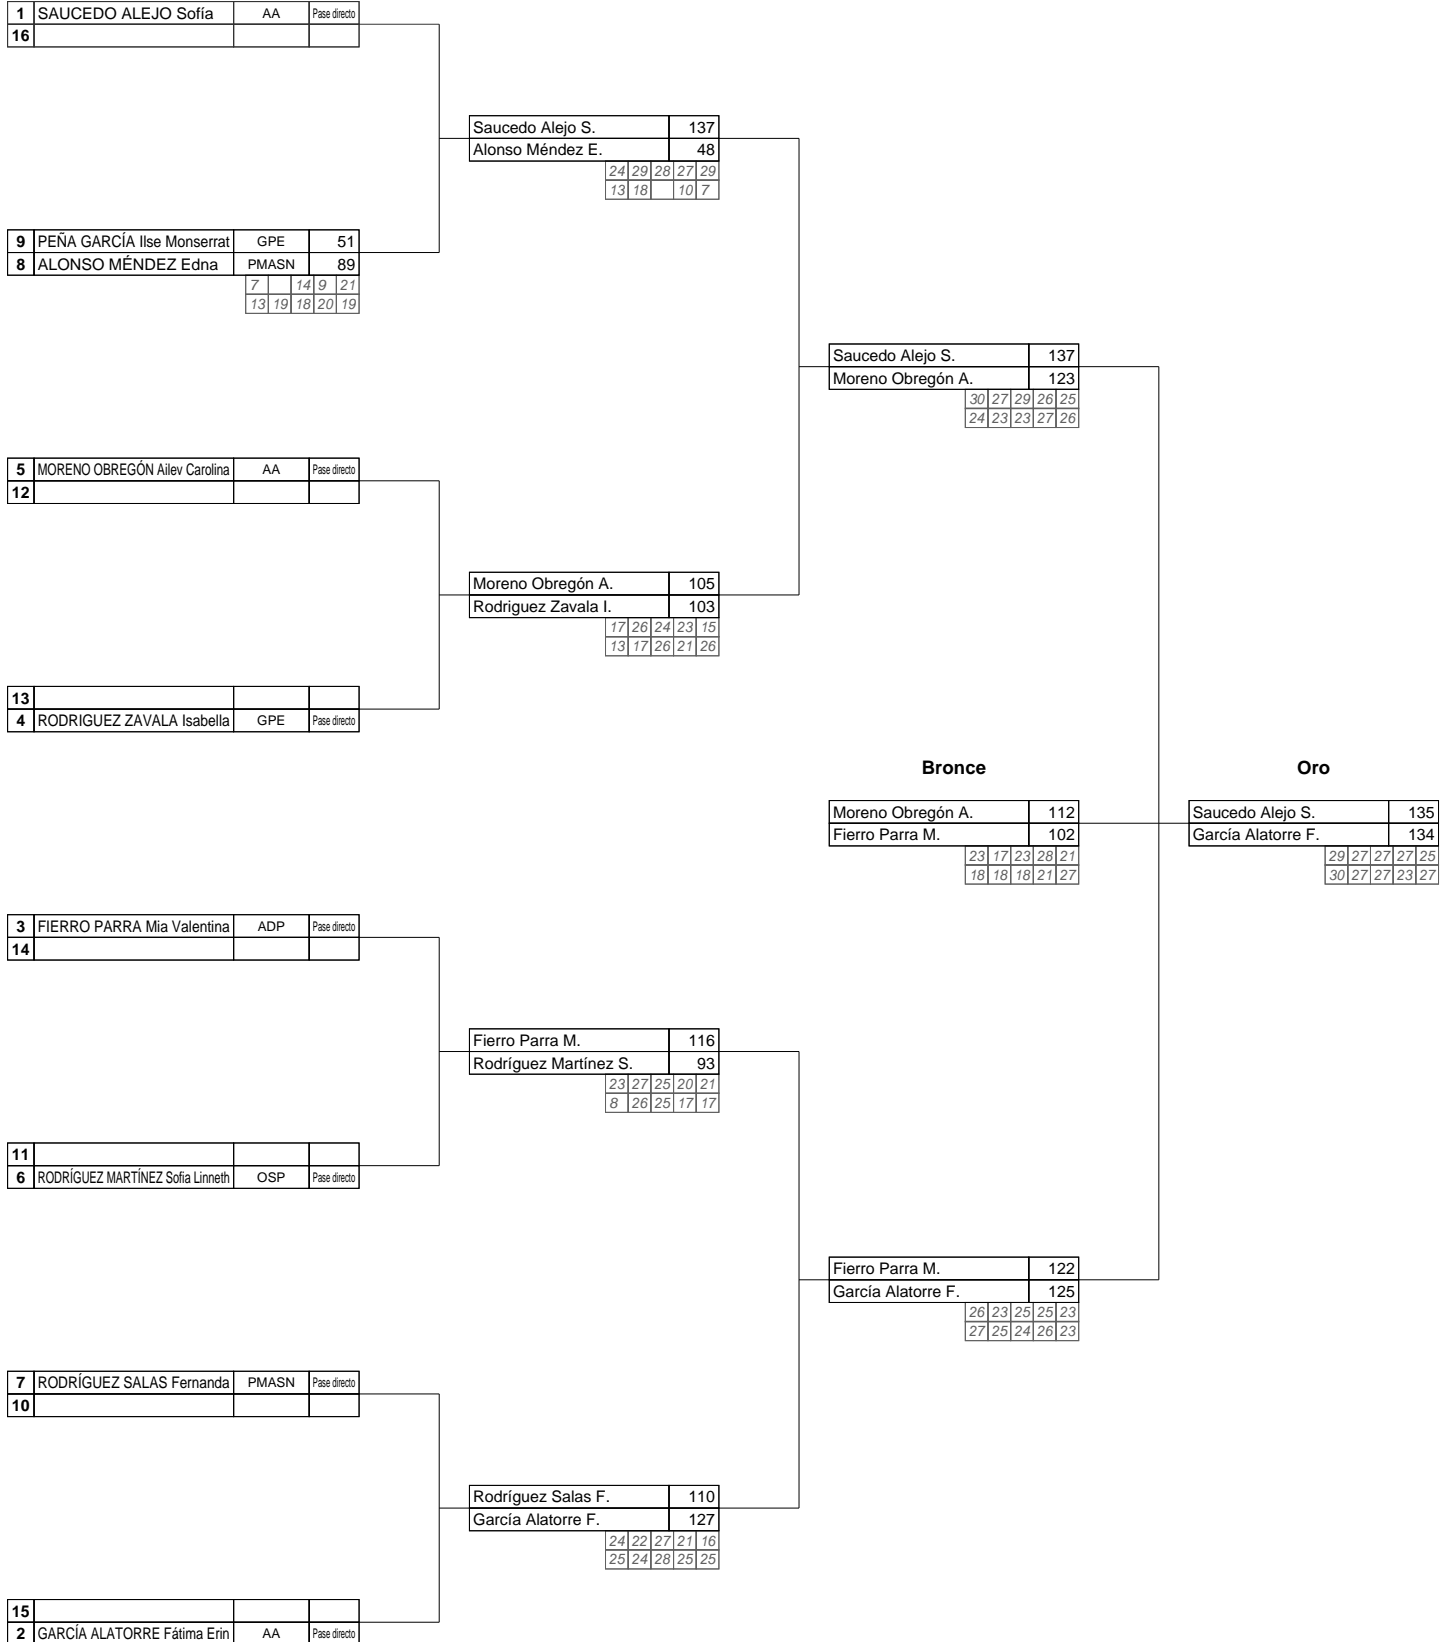 1 SAUCEDO ALEJO Sofía AA Pase directo
16
Saucedo Alejo S. 137
Alonso Méndez E. 48
24 29 28 27 29
13 18 10 7
9 PEÑA GARCÍA Ilse Monserrat GPE 51
8 ALONSO MÉNDEZ Edna PMASN 89
7 14 9 21
13 19 18 20 19
Saucedo Alejo S. 137
Moreno Obregón A. 123
30 27 29 26 25
24 23 23 27 26
5 MORENO OBREGÓN Ailev Carolina AA Pase directo
12
Moreno Obregón A. 105
Rodriguez Zavala I. 103
17 26 24 23 15
13 17 26 21 26
13
4 RODRIGUEZ ZAVALA Isabella GPE Pase directo
Bronce Oro
Moreno Obregón A. 112 Saucedo Alejo S. 135
Fierro Parra M. 102 García Alatorre F. 134
23 17 23 28 21 29 27 27 27 25
18 18 18 21 27 30 27 27 23 27
3 FIERRO PARRA Mia Valentina ADP Pase directo
14
Fierro Parra M. 116
Rodríguez Martínez S. 93
23 27 25 20 21
8 26 25 17 17
11
6 RODRÍGUEZ MARTÍNEZ Sofia Linneth OSP Pase directo
Fierro Parra M. 122
García Alatorre F. 125
26 23 25 25 23
27 25 24 26 23
7 RODRÍGUEZ SALAS Fernanda PMASN Pase directo
10
Rodríguez Salas F. 110
García Alatorre F. 127
24 22 27 21 16
25 24 28 25 25
15
2 GARCÍA ALATORRE Fátima Erin AA Pase directo